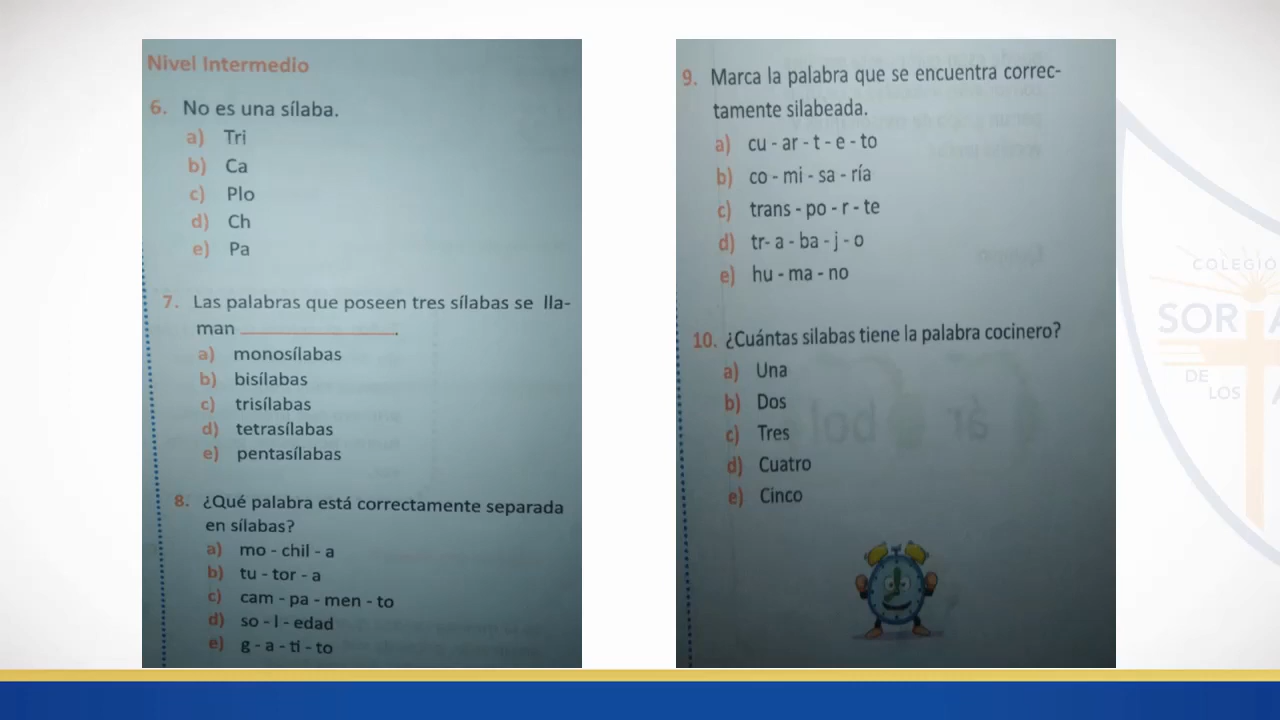 Nivel Intermedio
6. No es una sílaba.
a) Tri
b) Ca
c) Plo
d) Ch
e) Pa
7. Las palabras que poseen tres sílabas se lla-
man ________________.
a) monosílabas
b) bisílabas
c) trisílabas
d) tetrasílabas
e) pentasílabas
8. ¿Qué palabra está correctamente separada
en sílabas?
a) mo - chil - a
b) tu - tor - a
c) cam - pa - men - to
d) so - l - edad
e) g - a - ti - to
9. Marca la palabra que se encuentra correc-
tamente silabeada.
a) cu - ar - t - e - to
b) co - mi - sa - ría
c) trans - po - r - te
d) tr- a - ba - j - o
e) hu - ma - no
10. ¿Cuántas silabas tiene la palabra cocinero?
a) Una
b) Dos
c) Tres
d) Cuatro
e) Cinco
COLEGIO
SOR
DE
LOS